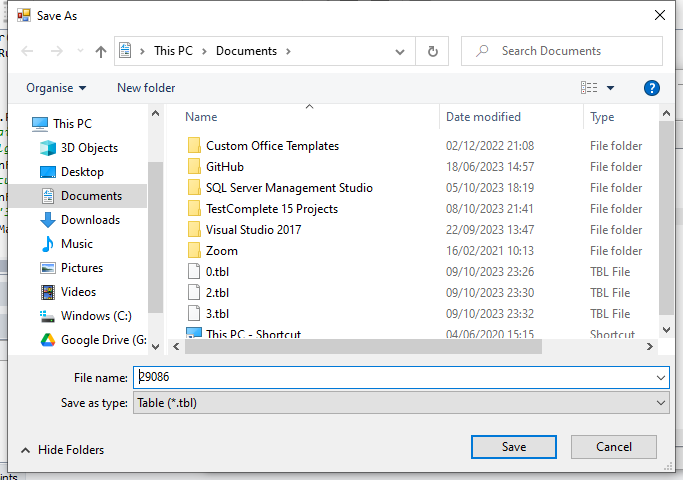 Save As
This PC > Documents >
Search Documents
Organise
New folder
?
This PC
3D Objects
Desktop
Documents
Downloads
Music
Pictures
Videos
Windows (C:)
Google Drive (G:
Name Date modified Type
Custom Office Templates 02/12/2022 21:08 File folder
GitHub 18/06/2023 14:57 File folder
SQL Server Management Studio 05/10/2023 18:19 File folder
TestComplete 15 Projects 08/10/2023 21:41 File folder
Visual Studio 2017 22/09/2023 13:47 File folder
Zoom 16/02/2021 10:13 File folder
0.tbl 09/10/2023 23:26 TBL File
2.tbl 09/10/2023 23:30 TBL File
3.tbl 09/10/2023 23:32 TBL File
This PC - Shortcut 04/06/2020 15:15 Shortcut
File name: 29086
Save as type: Table (*.tbl)
Hide Folders
Save
Cancel